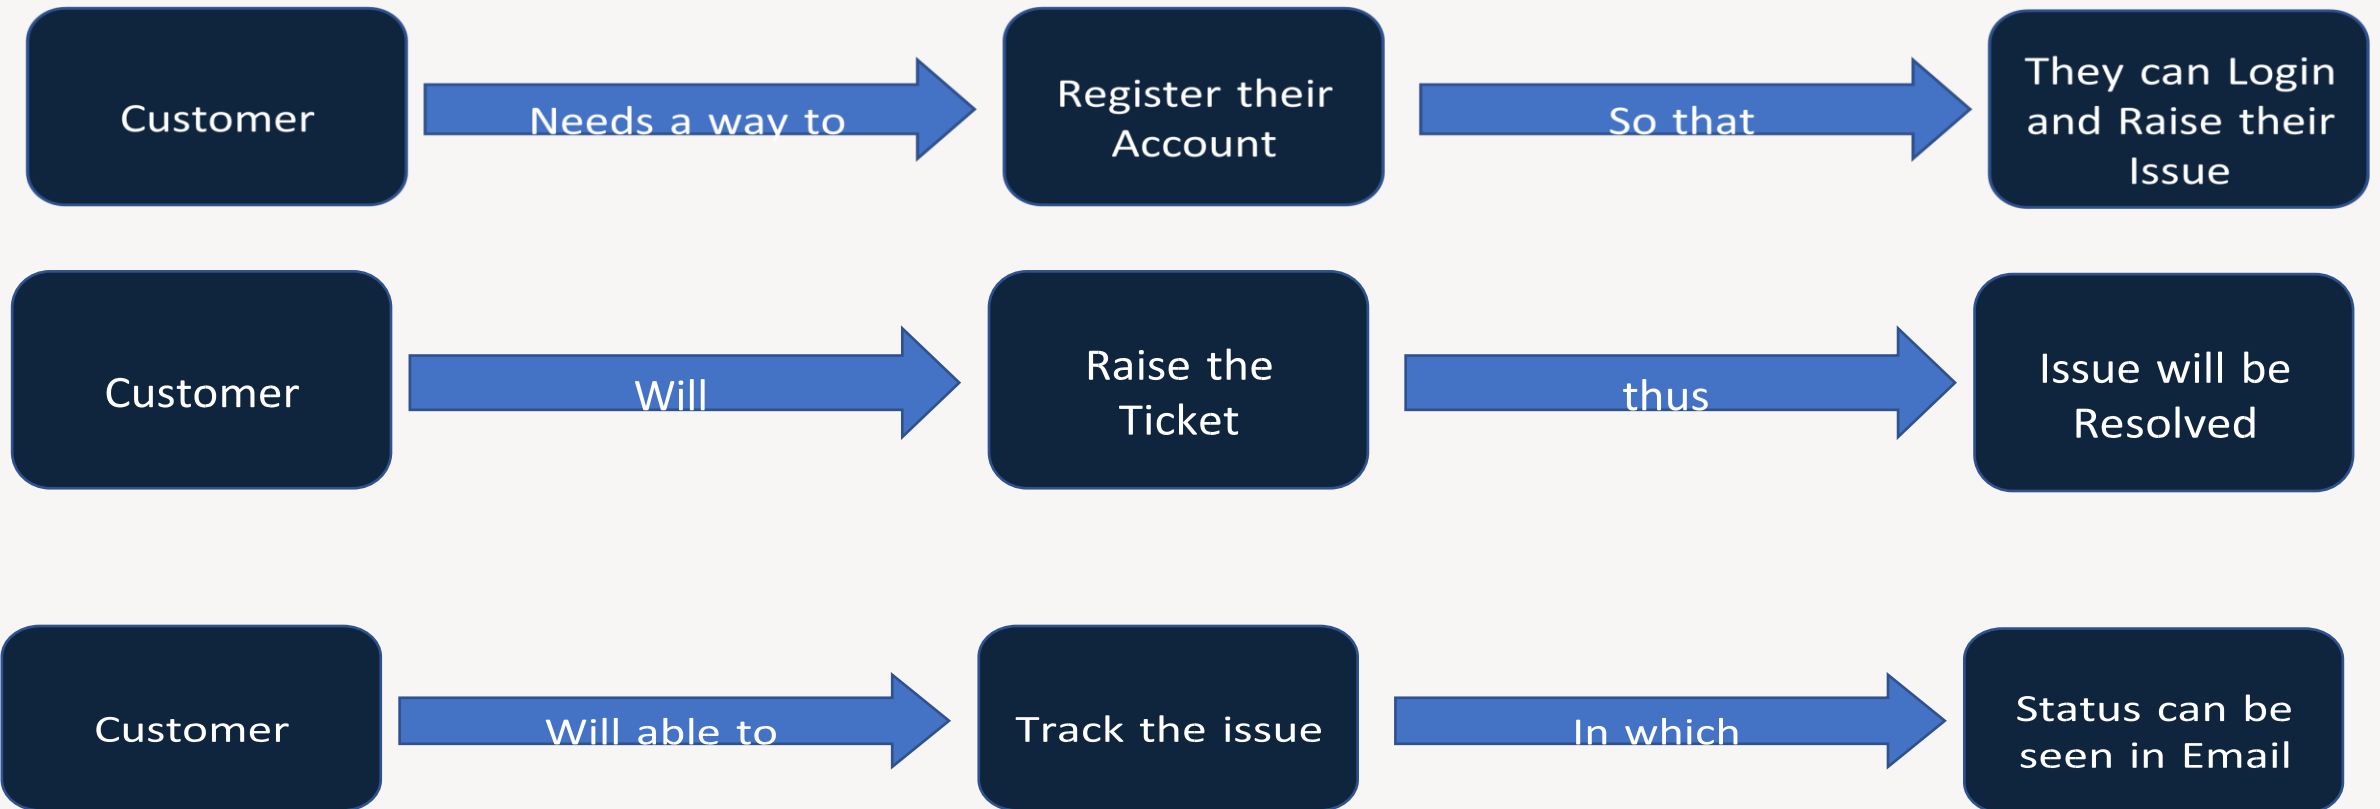 Customer
Needs a way to
Register their
Account
So that
They can Login
and Raise their
Issue
Customer
Will
Raise the
Ticket
thus
Issue will be
Resolved
Customer
Will able to
Track the issue
In which
Status can be
seen in Email